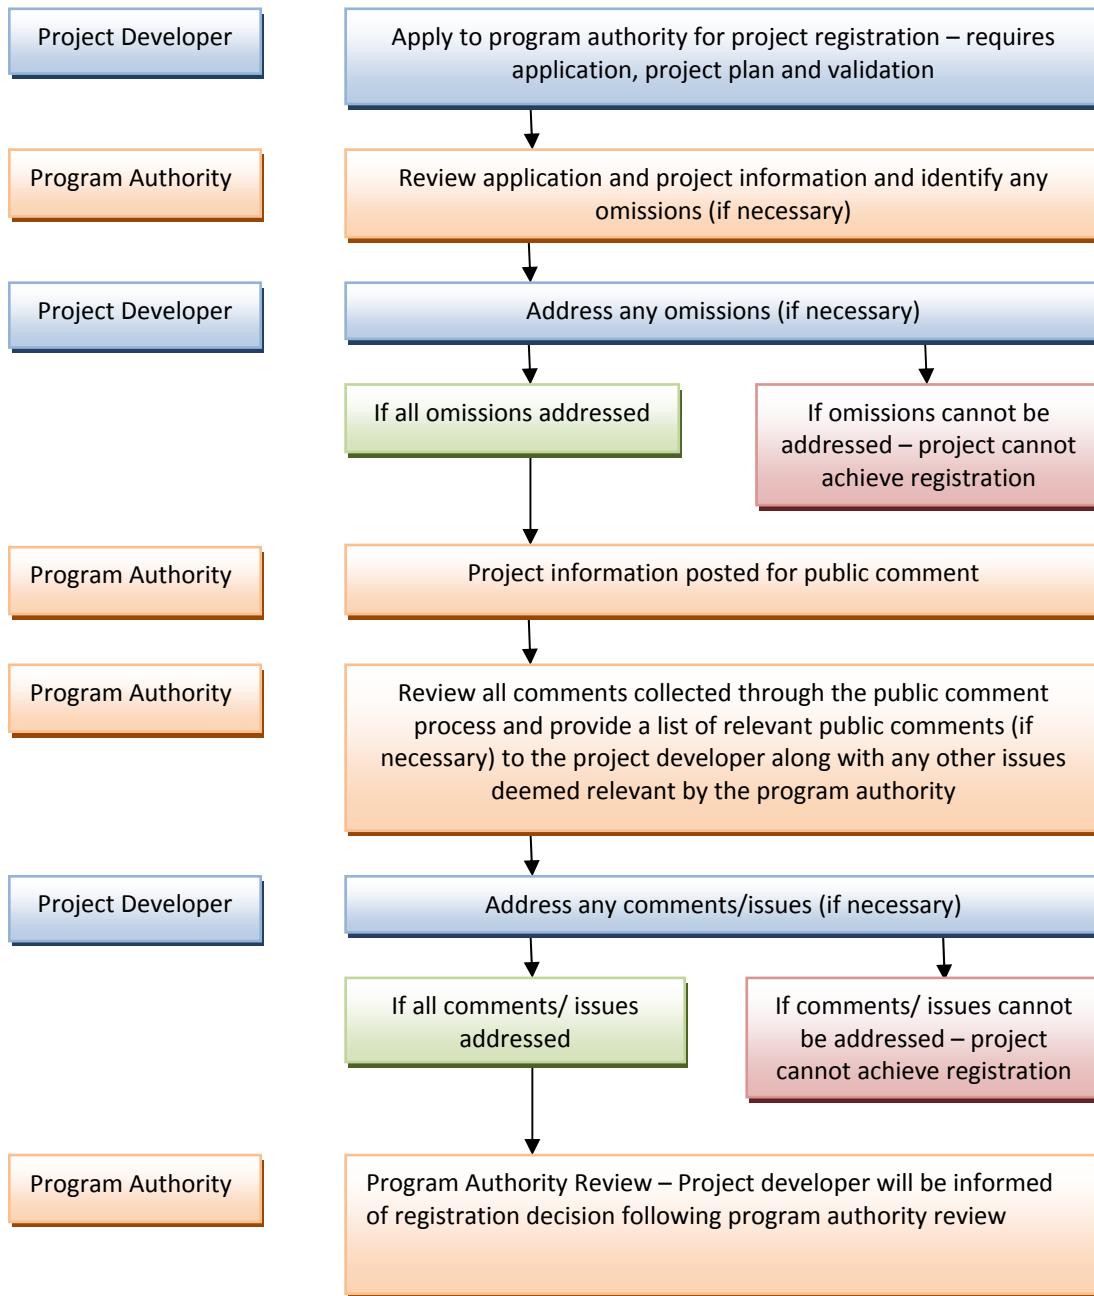 Project Developer
Apply to program authority for project registration – requires
application, project plan and validation
Program Authority
Review application and project information and identify any
omissions (if necessary)
Project Developer
Address any omissions (if necessary)
If all omissions addressed
If omissions cannot be
addressed – project cannot
achieve registration
Program Authority
Project information posted for public comment
Program Authority
Review all comments collected through the public comment
process and provide a list of relevant public comments (if
necessary) to the project developer along with any other issues
deemed relevant by the program authority
Project Developer
Address any comments/issues (if necessary)
If all comments/ issues
addressed
If comments/ issues cannot
be addressed – project
cannot achieve registration
Program Authority
Program Authority Review – Project developer will be informed
of registration decision following program authority review